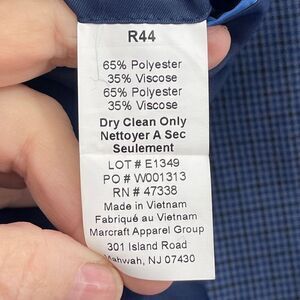 R44
65% Polyester
35% Viscose
65% Polyester
35% Viscose
Dry Clean Only
Nettoyer A Sec
Seulement
LOT # E1349
PO # W001313
RN # 47338
Made in Vietnam
Fabriqué au Vietnam
Marcraft Apparel Group
301 Island Road
Mahwah, NJ 07430